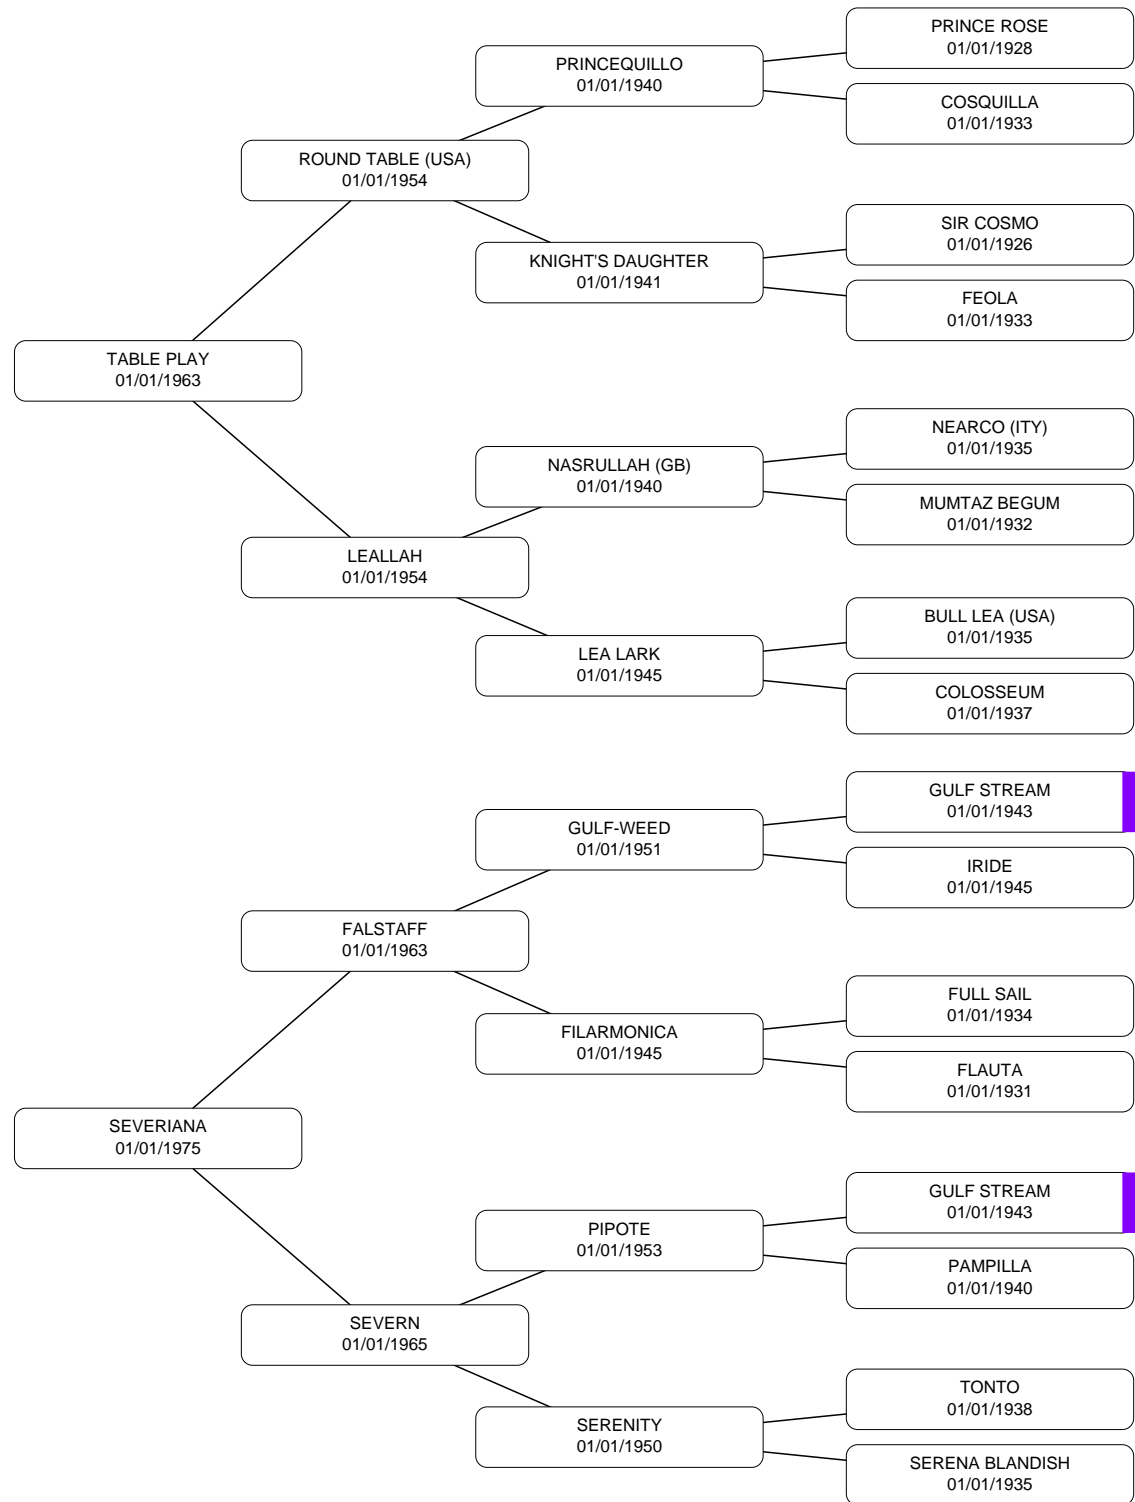 PRINCE ROSE
01/01/1928
PRINCEQUILLO
01/01/1940
COSQUILLA
01/01/1933
ROUND TABLE (USA)
01/01/1954
SIR COSMO
01/01/1926
KNIGHT'S DAUGHTER
01/01/1941
FEOLA
01/01/1933
TABLE PLAY
01/01/1963
NEARCO (ITY)
01/01/1935
NASRULLAH (GB)
01/01/1940
MUMTAZ BEGUM
01/01/1932
LEALLAH
01/01/1954
BULL LEA (USA)
01/01/1935
LEA LARK
01/01/1945
COLOSSEUM
01/01/1937
GULF STREAM
01/01/1943
GULF-WEED
01/01/1951
IRIDE
01/01/1945
FALSTAFF
01/01/1963
FULL SAIL
01/01/1934
FILARMONICA
01/01/1945
FLAUTA
01/01/1931
SEVERIANA
01/01/1975
GULF STREAM
01/01/1943
PIPOTE
01/01/1953
PAMPILLA
01/01/1940
SEVERN
01/01/1965
TONTO
01/01/1938
SERENITY
01/01/1950
SERENA BLANDISH
01/01/1935